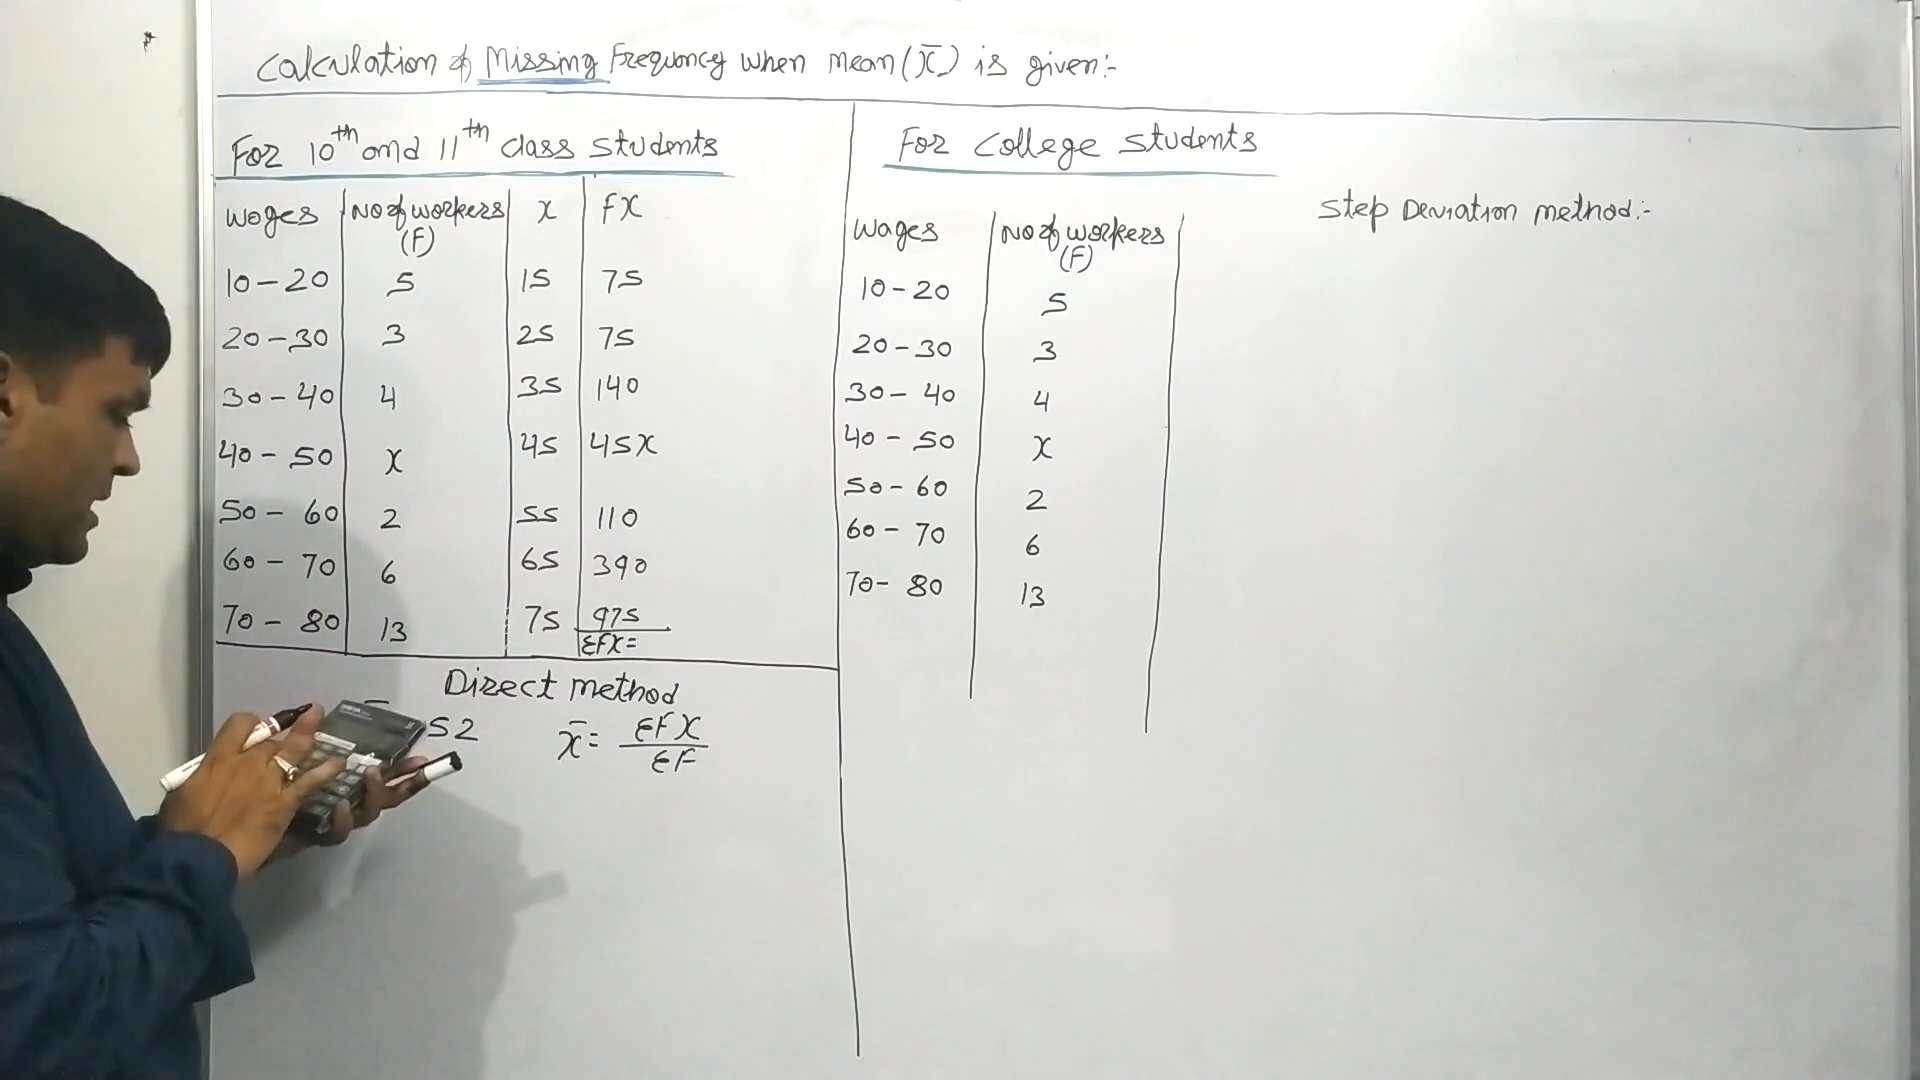 Calculation of Missing Frequency when mean (x̄) is given:-
For 10th and 11th class students
Wages No of workers (F) X FX
10-20 5 15 75
20-30 3 25 75
30-40 4 35 140
40-50 x 45 45x
50-60 2 55 110
60-70 6 65 390
70-80 13 75 975
ΣFX=
Direct method
52 x̄= ΣFX/ΣF
For College students
Step Deviation method:-
Wages No of workers (F)
10-20 5
20-30 3
30-40 4
40-50 x
50-60 2
60-70 6
70-80 13